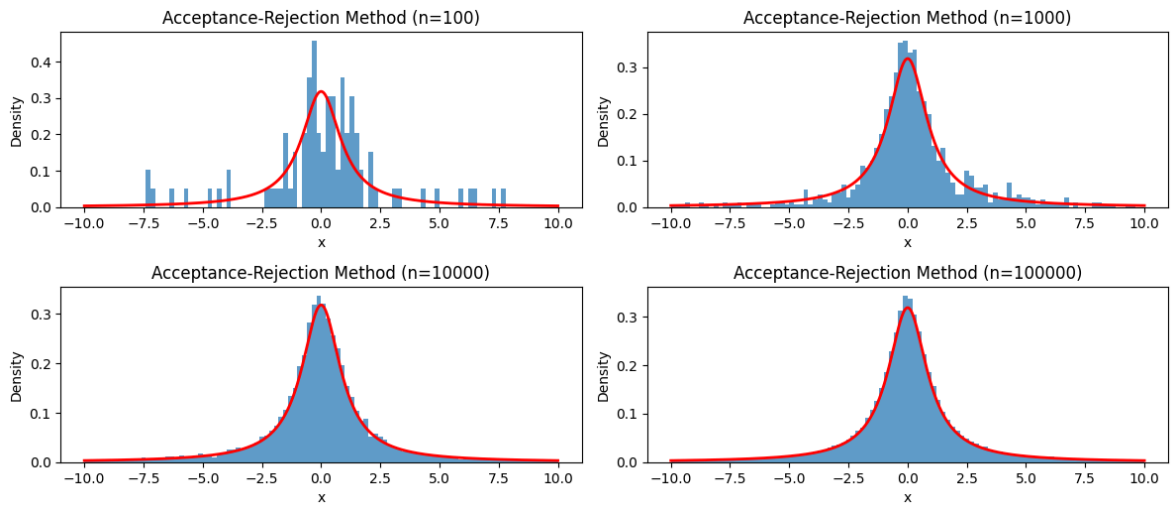 Acceptance-Rejection Method (n=100)
0.4
0.3
0.2
0.1
0.0
Density
−10.0 −7.5 −5.0 −2.5 0.0 2.5 5.0 7.5 10.0
x
Acceptance-Rejection Method (n=1000)
0.3
0.2
0.1
0.0
Density
−10.0 −7.5 −5.0 −2.5 0.0 2.5 5.0 7.5 10.0
x
Acceptance-Rejection Method (n=10000)
0.3
0.2
0.1
0.0
Density
−10.0 −7.5 −5.0 −2.5 0.0 2.5 5.0 7.5 10.0
x
Acceptance-Rejection Method (n=100000)
0.3
0.2
0.1
0.0
Density
−10.0 −7.5 −5.0 −2.5 0.0 2.5 5.0 7.5 10.0
x